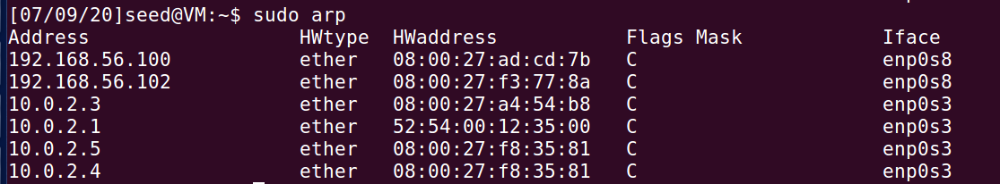 [07/09/20]seed@VM:~$ sudo arp
Address HWtype HWaddress Flags Mask Iface
192.168.56.100 ether 08:00:27:ad:cd:7b C enp0s8
192.168.56.102 ether 08:00:27:f3:77:8a C enp0s8
10.0.2.3 ether 08:00:27:a4:54:b8 C enp0s3
10.0.2.1 ether 52:54:00:12:35:00 C enp0s3
10.0.2.5 ether 08:00:27:f8:35:81 C enp0s3
10.0.2.4 ether 08:00:27:f8:35:81 C enp0s3